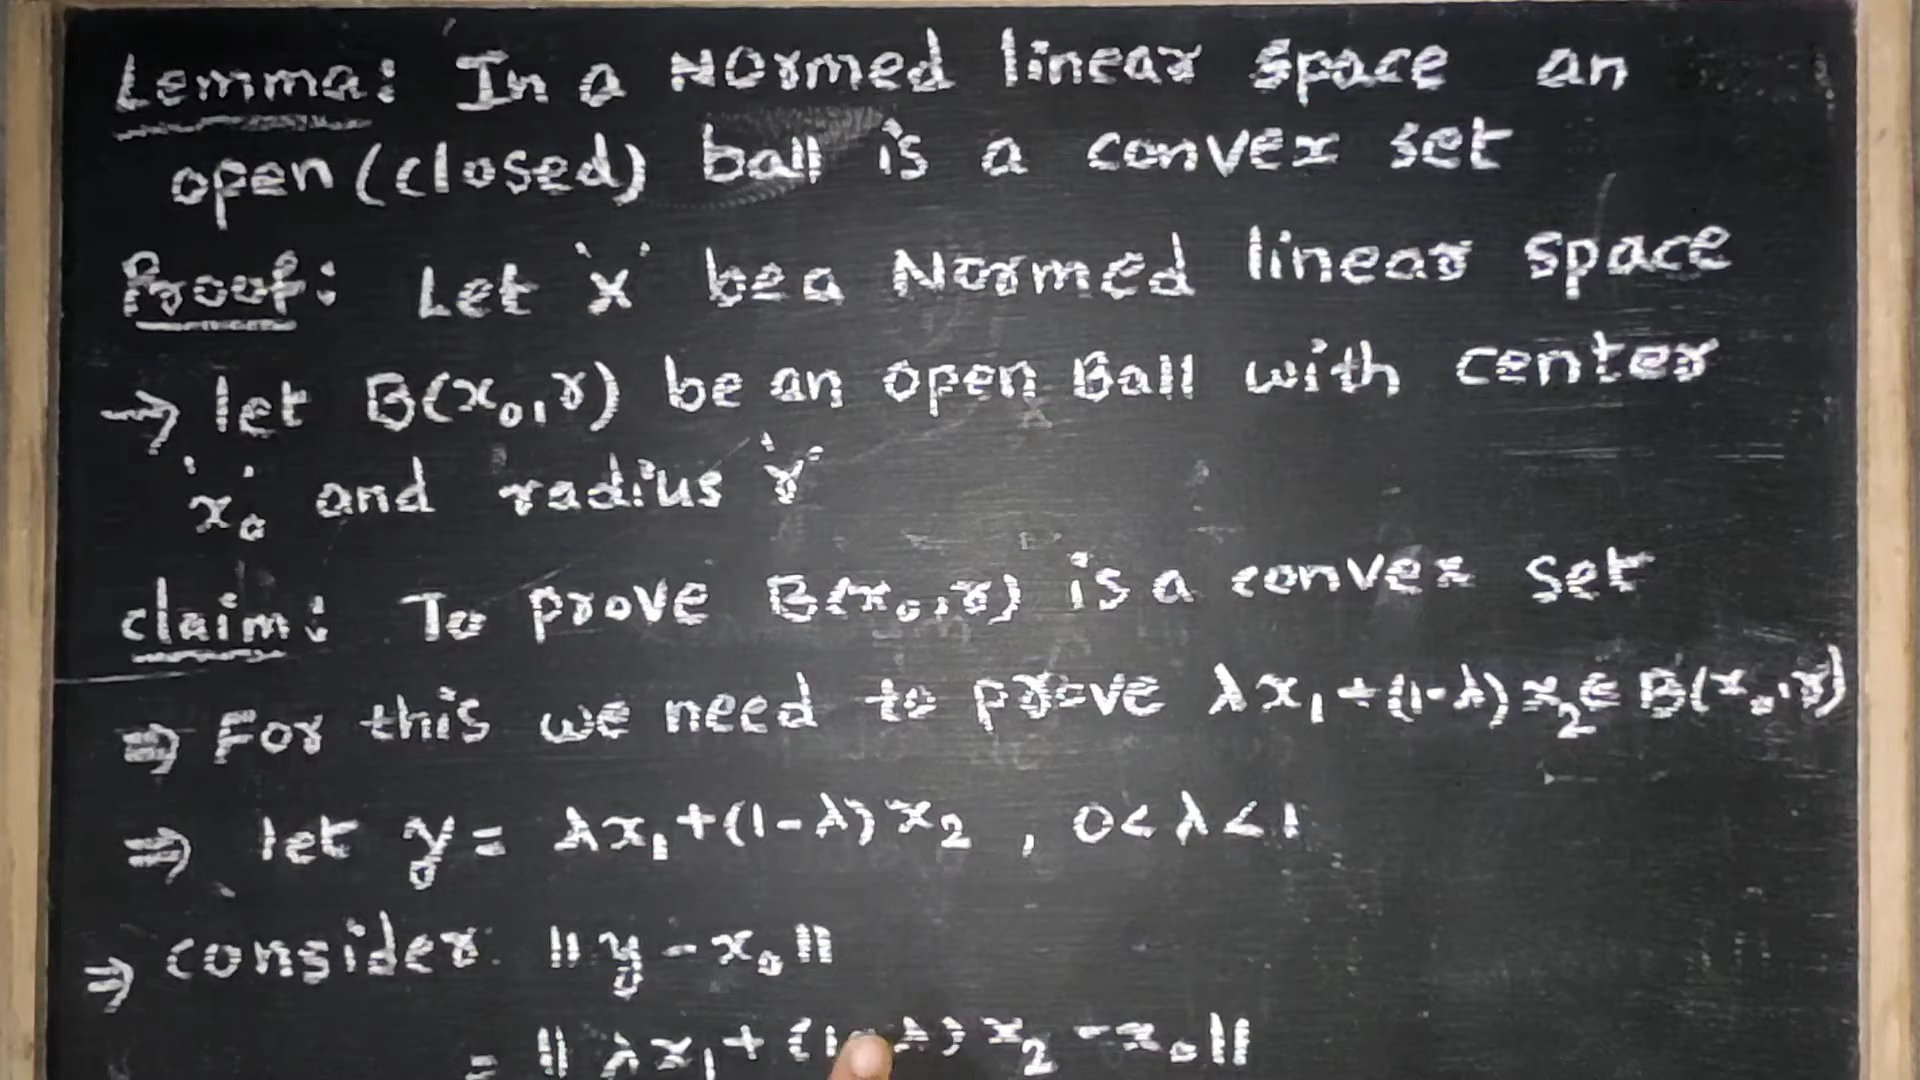 Lemma: In a Normed linear space an
open (closed) ball is a convex set
Proof: Let 'x' be a Normed linear space
→ let B(x₀,r) be an open Ball with center
'x₀' and radius 'r'
claim: To prove B(x₀,r) is a convex set
⇒ For this we need to prove λx₁+(1-λ)x₂∈B(x₀,r)
⇒ let y = λx₁+(1-λ)x₂ , 0<λ<1
⇒ consider ||y-x₀||
= ||λx₁+(1-λ)x₂-x₀||